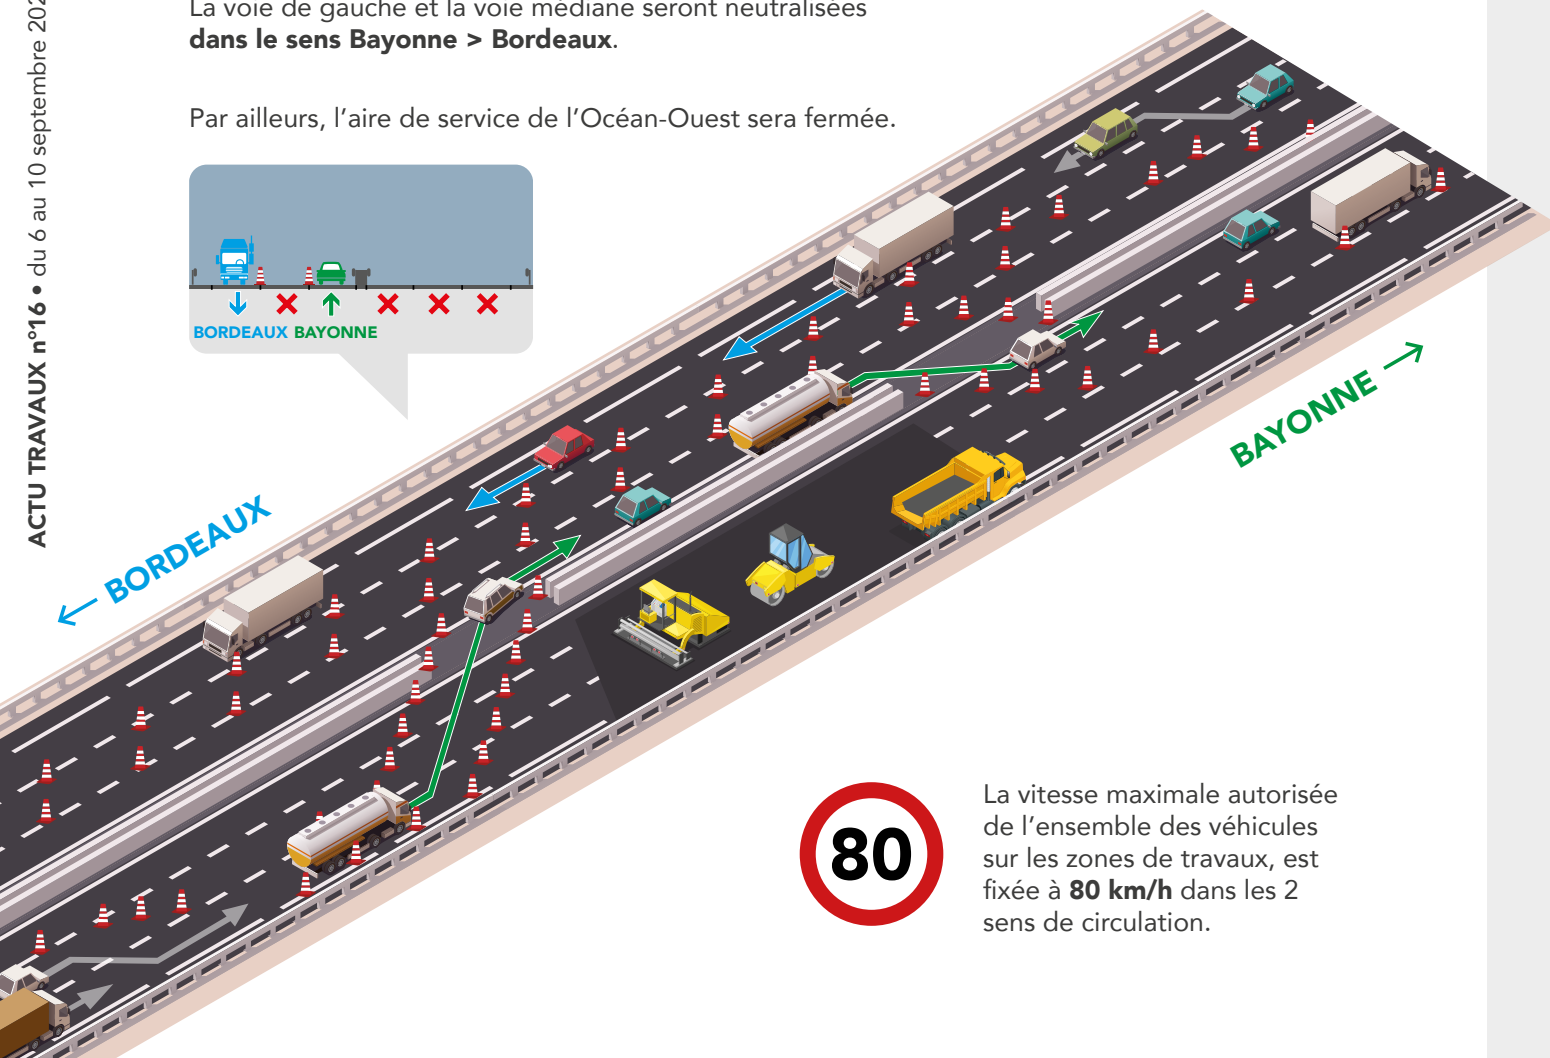 La voie de gauche et la voie médiane seront neutralisées
dans le sens Bayonne > Bordeaux.
Par ailleurs, l’aire de service de l’Océan-Ouest sera fermée.
BORDEAUX BAYONNE
BORDEAUX
BAYONNE
80
La vitesse maximale autorisée
de l’ensemble des véhicules
sur les zones de travaux, est
fixée à 80 km/h dans les 2
sens de circulation.
ACTU TRAVAUX n°16 • du 6 au 10 septembre